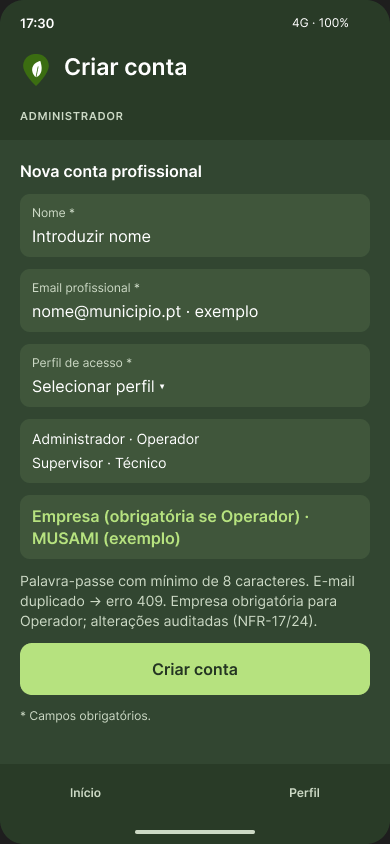 17:30
4G · 100%
Criar conta
ADMINISTRADOR
Nova conta profissional
Nome *
Introduzir nome
Email profissional *
nome@municipio.pt · exemplo
Perfil de acesso *
Selecionar perfil ▾
Administrador · Operador
Supervisor · Técnico
Empresa (obrigatória se Operador) ·
MUSAMI (exemplo)
Palavra-passe com mínimo de 8 caracteres. E-mail
duplicado → erro 409. Empresa obrigatória para
Operador; alterações auditadas (NFR-17/24).
Criar conta
* Campos obrigatórios.
Início
Perfil